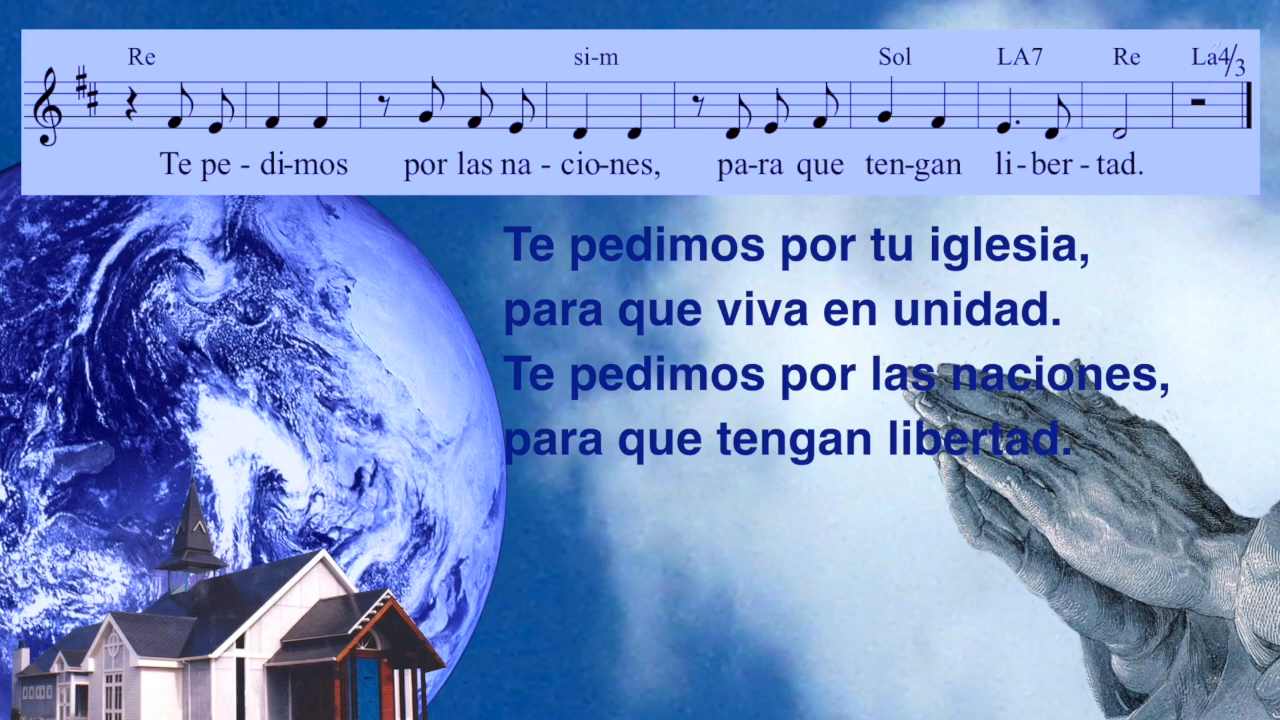 Re si-m Sol LA7 Re La4/3
Te pe - di-mos por las na - cio-nes, pa-ra que ten-gan li-ber-tad.
Te pedimos por tu iglesia,
para que viva en unidad.
Te pedimos por las naciones,
para que tengan libertad.